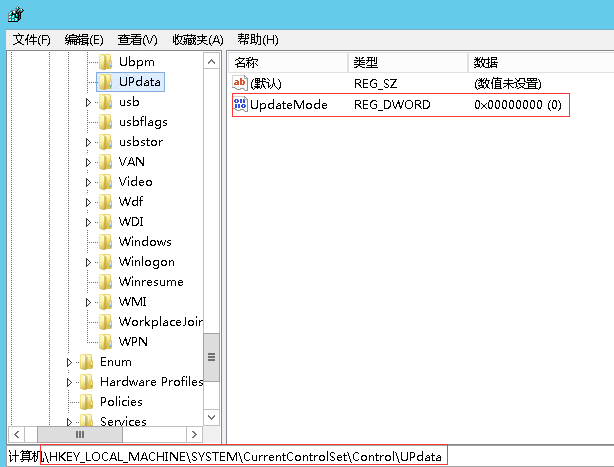 文件(F) 编辑(E) 查看(V) 收藏夹(A) 帮助(H)
Ubpm
UPdata
usb
usbflags
usbstor
VAN
Video
Wdf
WDI
Windows
Winlogon
Winresume
WMI
WorkplaceJoin
WPN
Enum
Hardware Profiles
Policies
Services
名称 类型 数据
(默认) REG_SZ (数值未设置)
UpdateMode REG_DWORD 0x00000000 (0)
计算机\HKEY_LOCAL_MACHINE\SYSTEM\CurrentControlSet\Control\UPdata